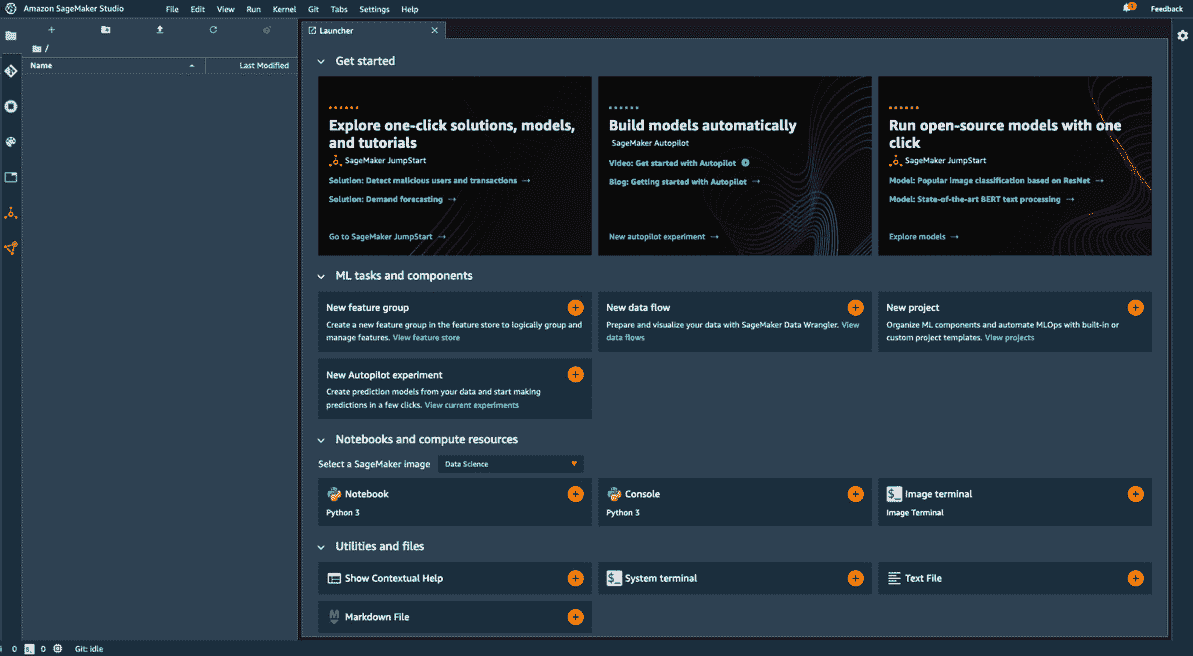 Amazon SageMaker Studio File Edit View Run Kernel Git Tabs Settings Help Feedback
Launcher
/
Name Last Modified
Get started
Explore one-click solutions, models,
and tutorials
SageMaker JumpStart
Solution: Detect malicious users and transactions →
Solution: Demand forecasting →
Go to SageMaker JumpStart →
Build models automatically
SageMaker Autopilot
Video: Get started with Autopilot
Blog: Getting started with Autopilot →
New autopilot experiment →
Run open-source models with one
click
SageMaker JumpStart
Model: Popular image classification based on ResNet →
Model: State-of-the-art BERT text processing →
Explore models →
ML tasks and components
New feature group
Create a new feature group in the feature store to logically group and
manage features. View feature store
New data flow
Prepare and visualize your data with SageMaker Data Wrangler. View
data flows
New project
Organize ML components and automate MLOps with built-in or
custom project templates. View projects
New Autopilot experiment
Create prediction models from your data and start making
predictions in a few clicks. View current experiments
Notebooks and compute resources
Select a SageMaker image Data Science
Notebook
Python 3
Console
Python 3
$_ Image terminal
Image Terminal
Utilities and files
Show Contextual Help
$_ System terminal
Text File
M Markdown File
0 $_ 0 Git: idle